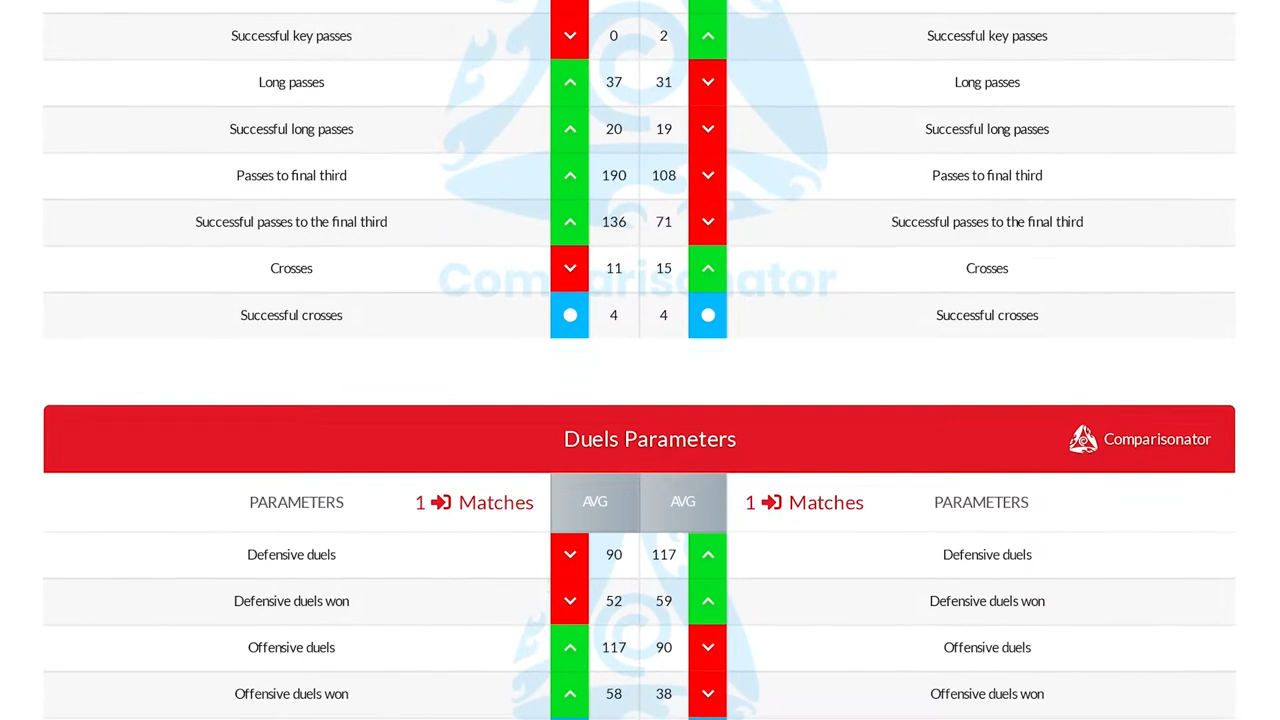 Successful key passes 0 2 Successful key passes
Long passes 37 31 Long passes
Successful long passes 20 19 Successful long passes
Passes to final third 190 108 Passes to final third
Successful passes to the final third 136 71 Successful passes to the final third
Crosses 11 15 Crosses
Comparisonator
Successful crosses 4 4 Successful crosses
Duels Parameters Comparisonator
PARAMETERS 1 Matches AVG AVG 1 Matches PARAMETERS
Defensive duels 90 117 Defensive duels
Defensive duels won 52 59 Defensive duels won
Offensive duels 117 90 Offensive duels
Offensive duels won 58 38 Offensive duels won